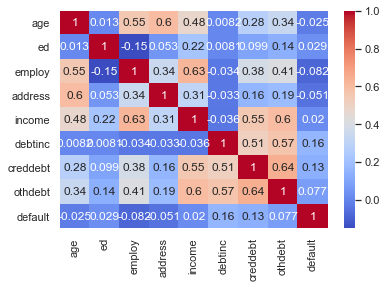 age 1 0.013 0.55 0.6 0.48 0.0082 0.28 0.34 -0.025
ed 0.013 1 -0.15 0.053 0.22 0.0081 0.099 0.14 0.029
employ 0.55 -0.15 1 0.34 0.63 -0.034 0.38 0.41 -0.082
address 0.6 0.053 0.34 1 0.31 -0.033 0.16 0.19 -0.051
income 0.48 0.22 0.63 0.31 1 -0.036 0.55 0.6 0.02
debtinc 0.0082 0.0081 -0.034 -0.033 -0.036 1 0.51 0.57 0.16
creddebt 0.28 0.099 0.38 0.16 0.55 0.51 1 0.64 0.13
othdebt 0.34 0.14 0.41 0.19 0.6 0.57 0.64 1 0.077
default -0.025 0.029 -0.082 -0.051 0.02 0.16 0.13 0.077 1
age ed employ address income debtinc creddebt othdebt default
1.0
0.8
0.6
0.4
0.2
0.0